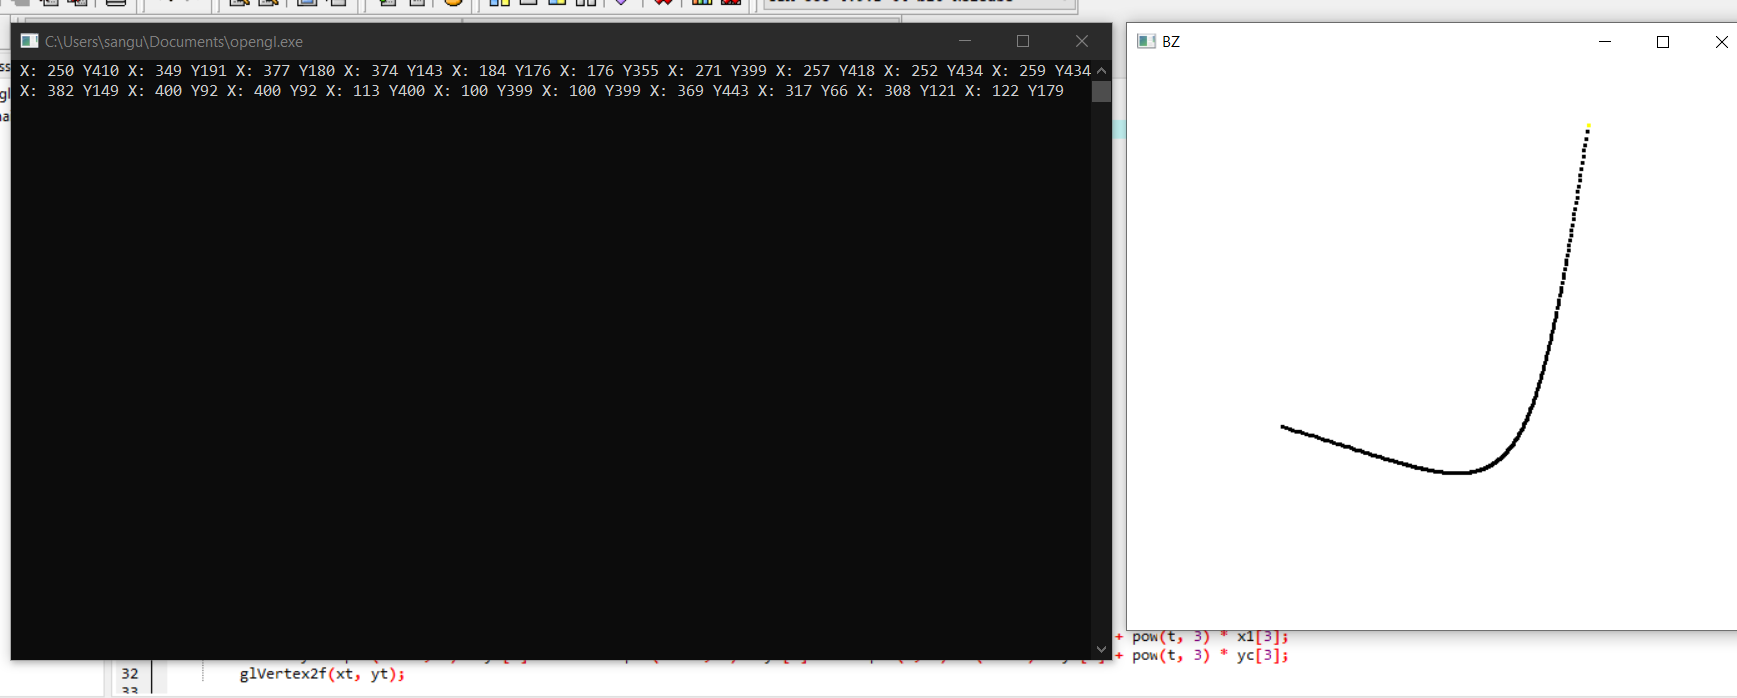 C:\Users\sangu\Documents\opengl.exe
X: 250 Y410 X: 349 Y191 X: 377 Y180 X: 374 Y143 X: 184 Y176 X: 176 Y355 X: 271 Y399 X: 257 Y418 X: 252 Y434 X: 259 Y434
X: 382 Y149 X: 400 Y92 X: 400 Y92 X: 113 Y400 X: 100 Y399 X: 100 Y399 X: 369 Y443 X: 317 Y66 X: 308 Y121 X: 122 Y179
BZ
+ pow(t, 3) * x1[3];
+ pow(t, 3) * yc[3];
32 glVertex2f(xt, yt);
33